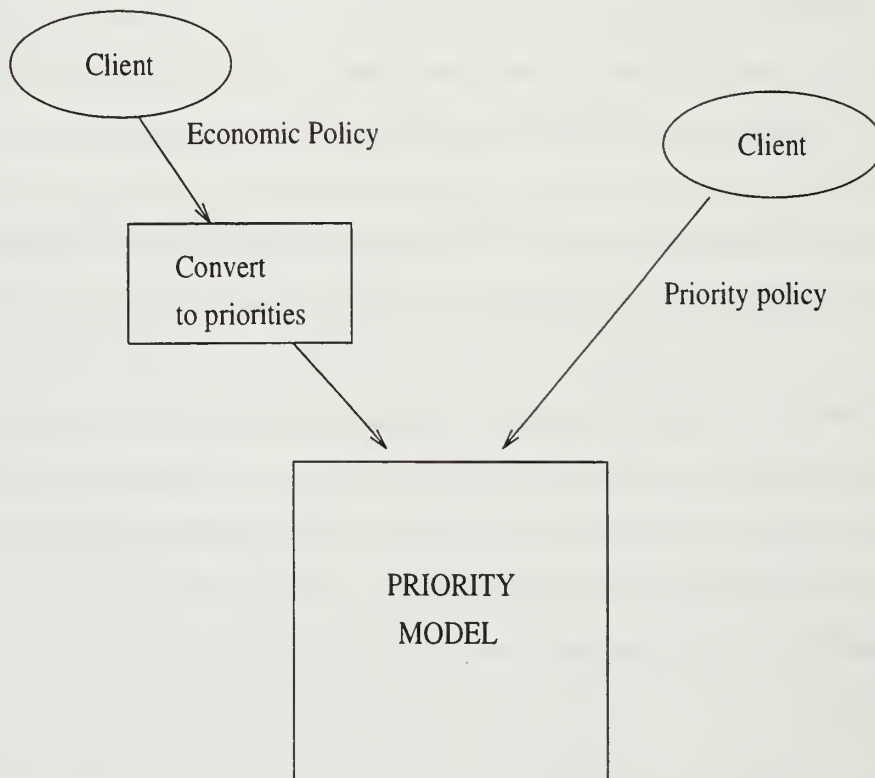 Client
Economic Policy
Client
Convert
to priorities
Priority policy
PRIORITY
MODEL